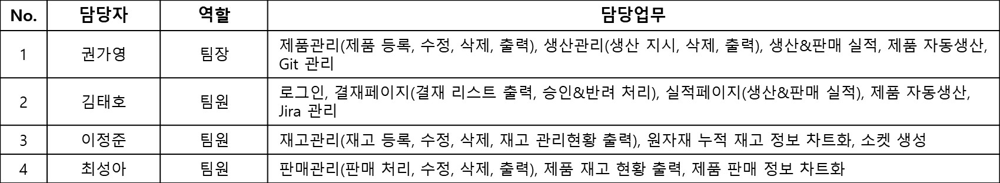 No. 담당자 역할 담당업무
1 권가영 팀장 제품관리(제품 등록, 수정, 삭제, 출력), 생산관리(생산 지시, 삭제, 출력), 생산&판매 실적, 제품 자동생산,
Git 관리
2 김태호 팀원 로그인, 결재페이지(결재 리스트 출력, 승인&반려 처리), 실적페이지(생산&판매 실적), 제품 자동생산,
Jira 관리
3 이정준 팀원 재고관리(재고 등록, 수정, 삭제, 재고 관리현황 출력), 원자재 누적 재고 정보 차트화, 소켓 생성
4 최성아 팀원 판매관리(판매 처리, 수정, 삭제, 출력), 제품 재고 현황 출력, 제품 판매 정보 차트화